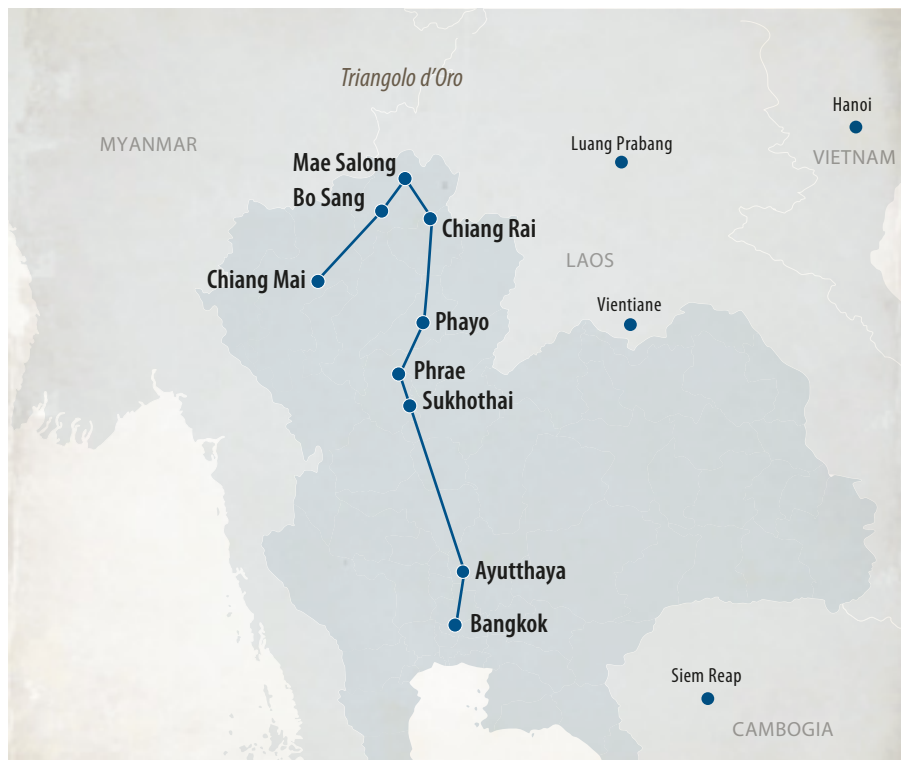 Triangolo d'Oro
Hanoi
MYANMAR
Luang Prabang
VIETNAM
Mae Salong
Bo Sang
Chiang Rai
LAOS
Chiang Mai
Vientiane
Phayo
Phrae
Sukhothai
Ayutthaya
Bangkok
Siem Reap
CAMBOGIA